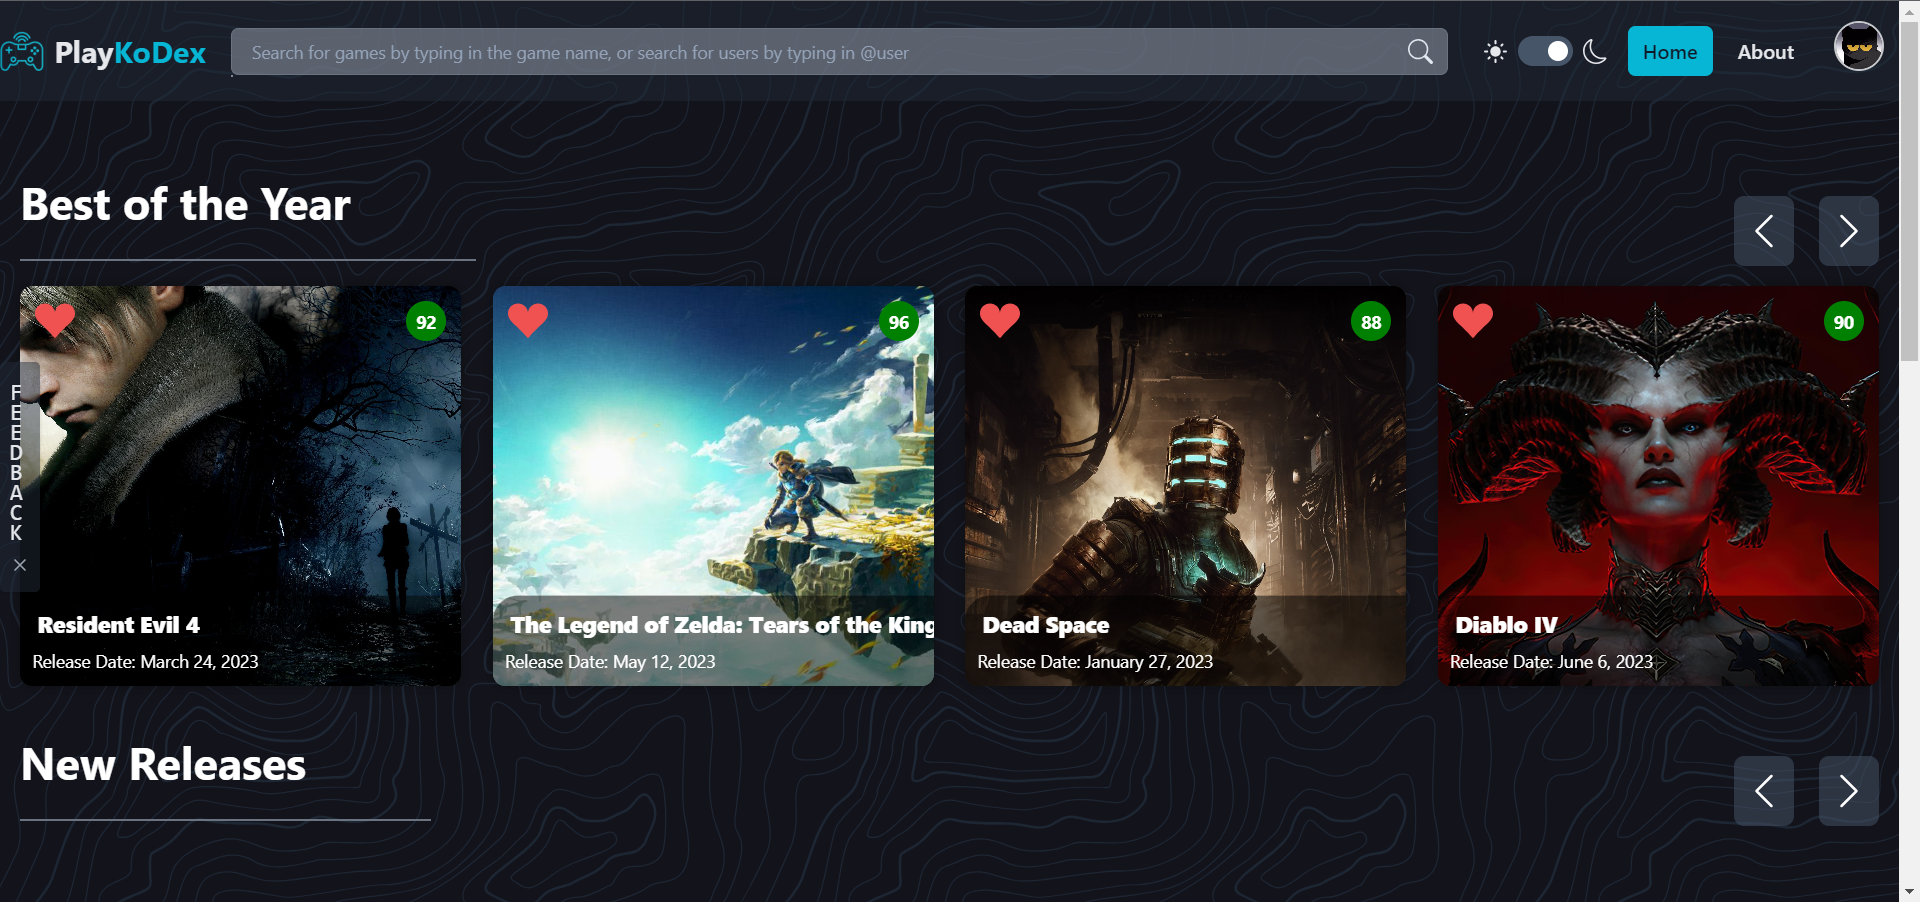 PlayKoDex
Search for games by typing in the game name, or search for users by typing in @user
Home
About
Best of the Year
92
96
88
90
FEEDBACK
Resident Evil 4
Release Date: March 24, 2023
The Legend of Zelda: Tears of the King
Release Date: May 12, 2023
Dead Space
Release Date: January 27, 2023
Diablo IV
Release Date: June 6, 2023
New Releases